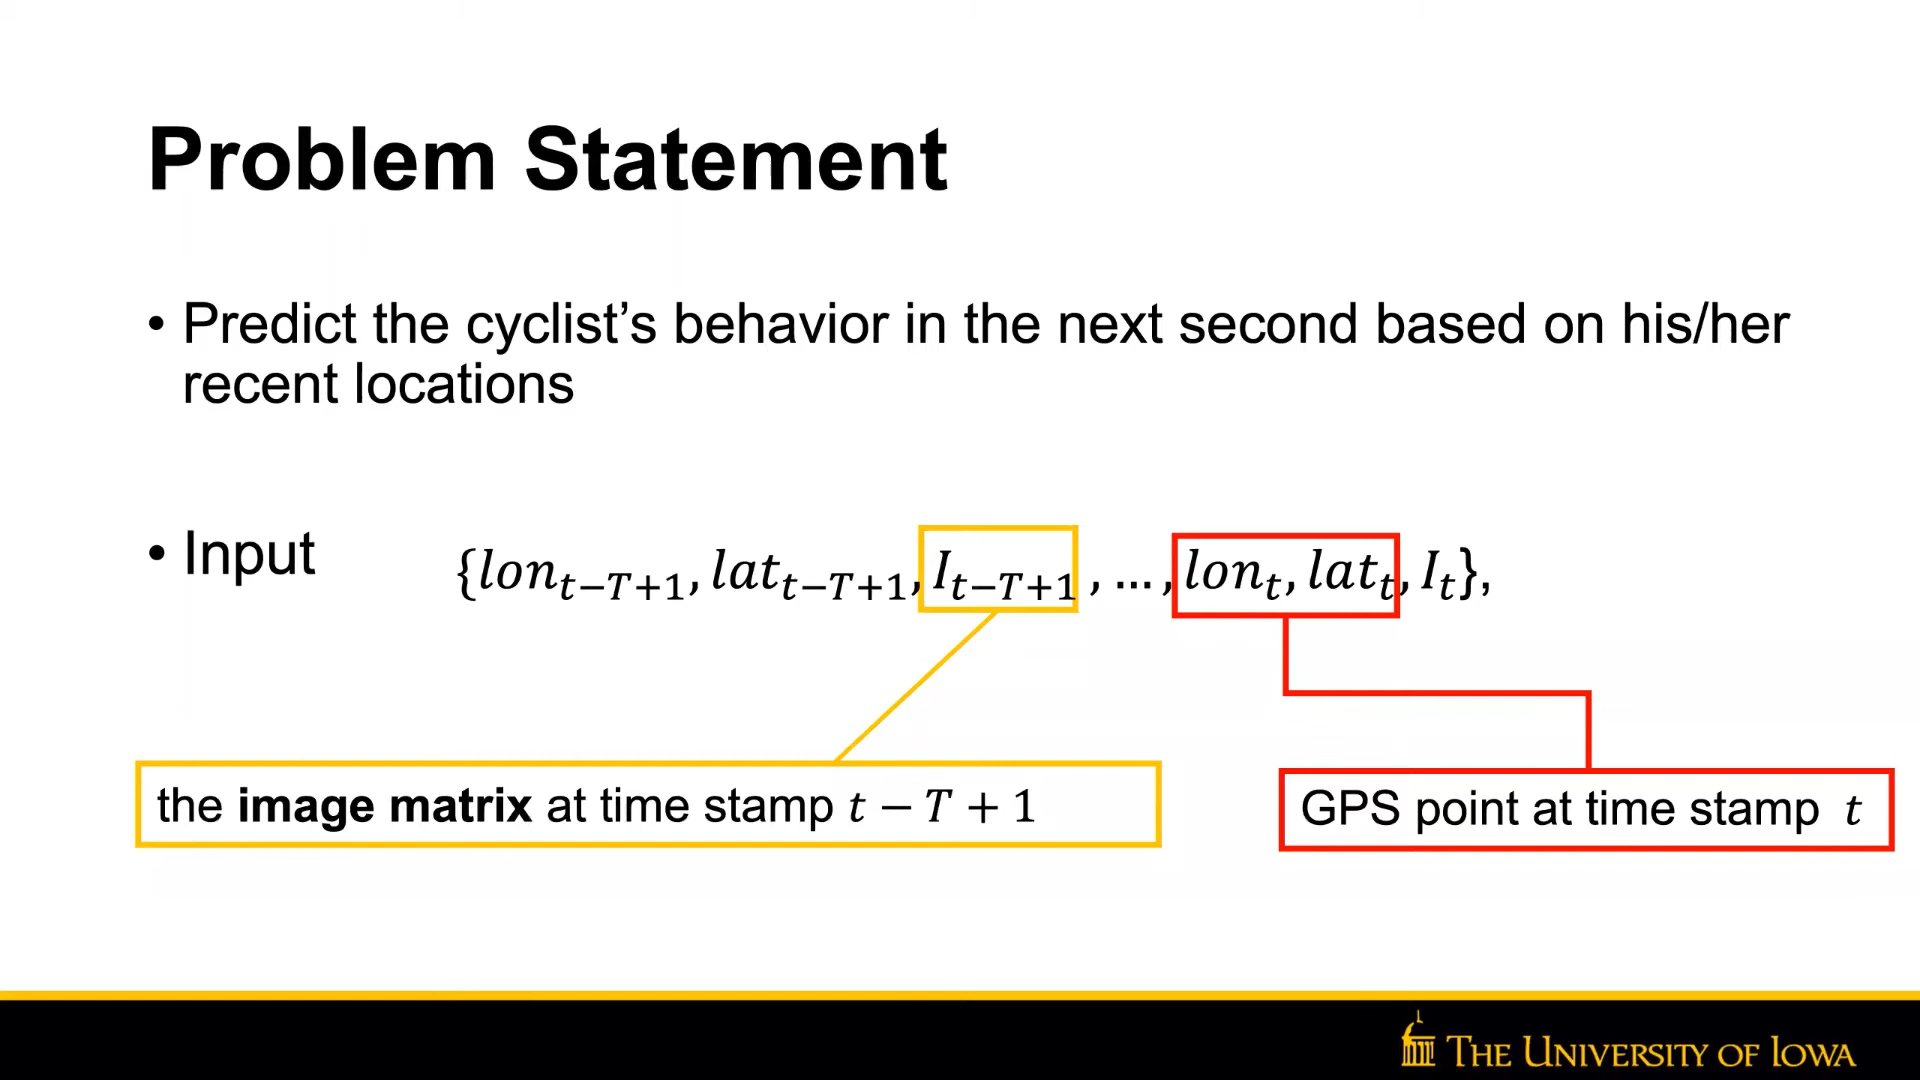 Problem Statement
• Predict the cyclist’s behavior in the next second based on his/her
recent locations
• Input {lon_{t−T+1}, lat_{t−T+1}, I_{t−T+1} , … , lon_t, lat_t, I_t},
the image matrix at time stamp t − T + 1
GPS point at time stamp t
THE UNIVERSITY OF IOWA